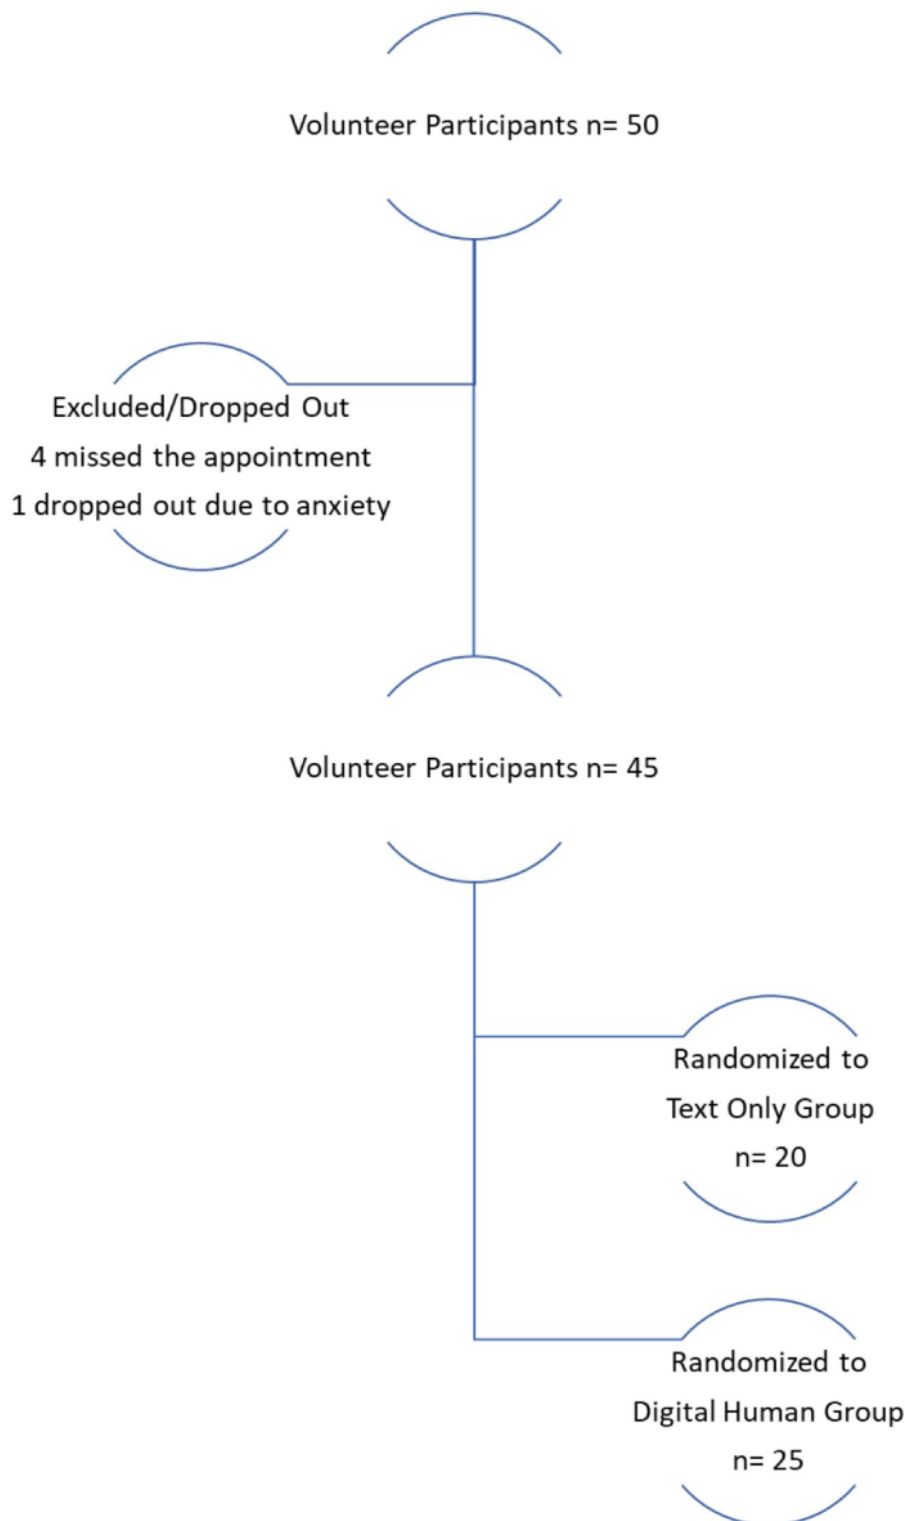 Volunteer Participants n= 50
Excluded/Dropped Out
4 missed the appointment
1 dropped out due to anxiety
Volunteer Participants n= 45
Randomized to
Text Only Group
n= 20
Randomized to
Digital Human Group
n= 25